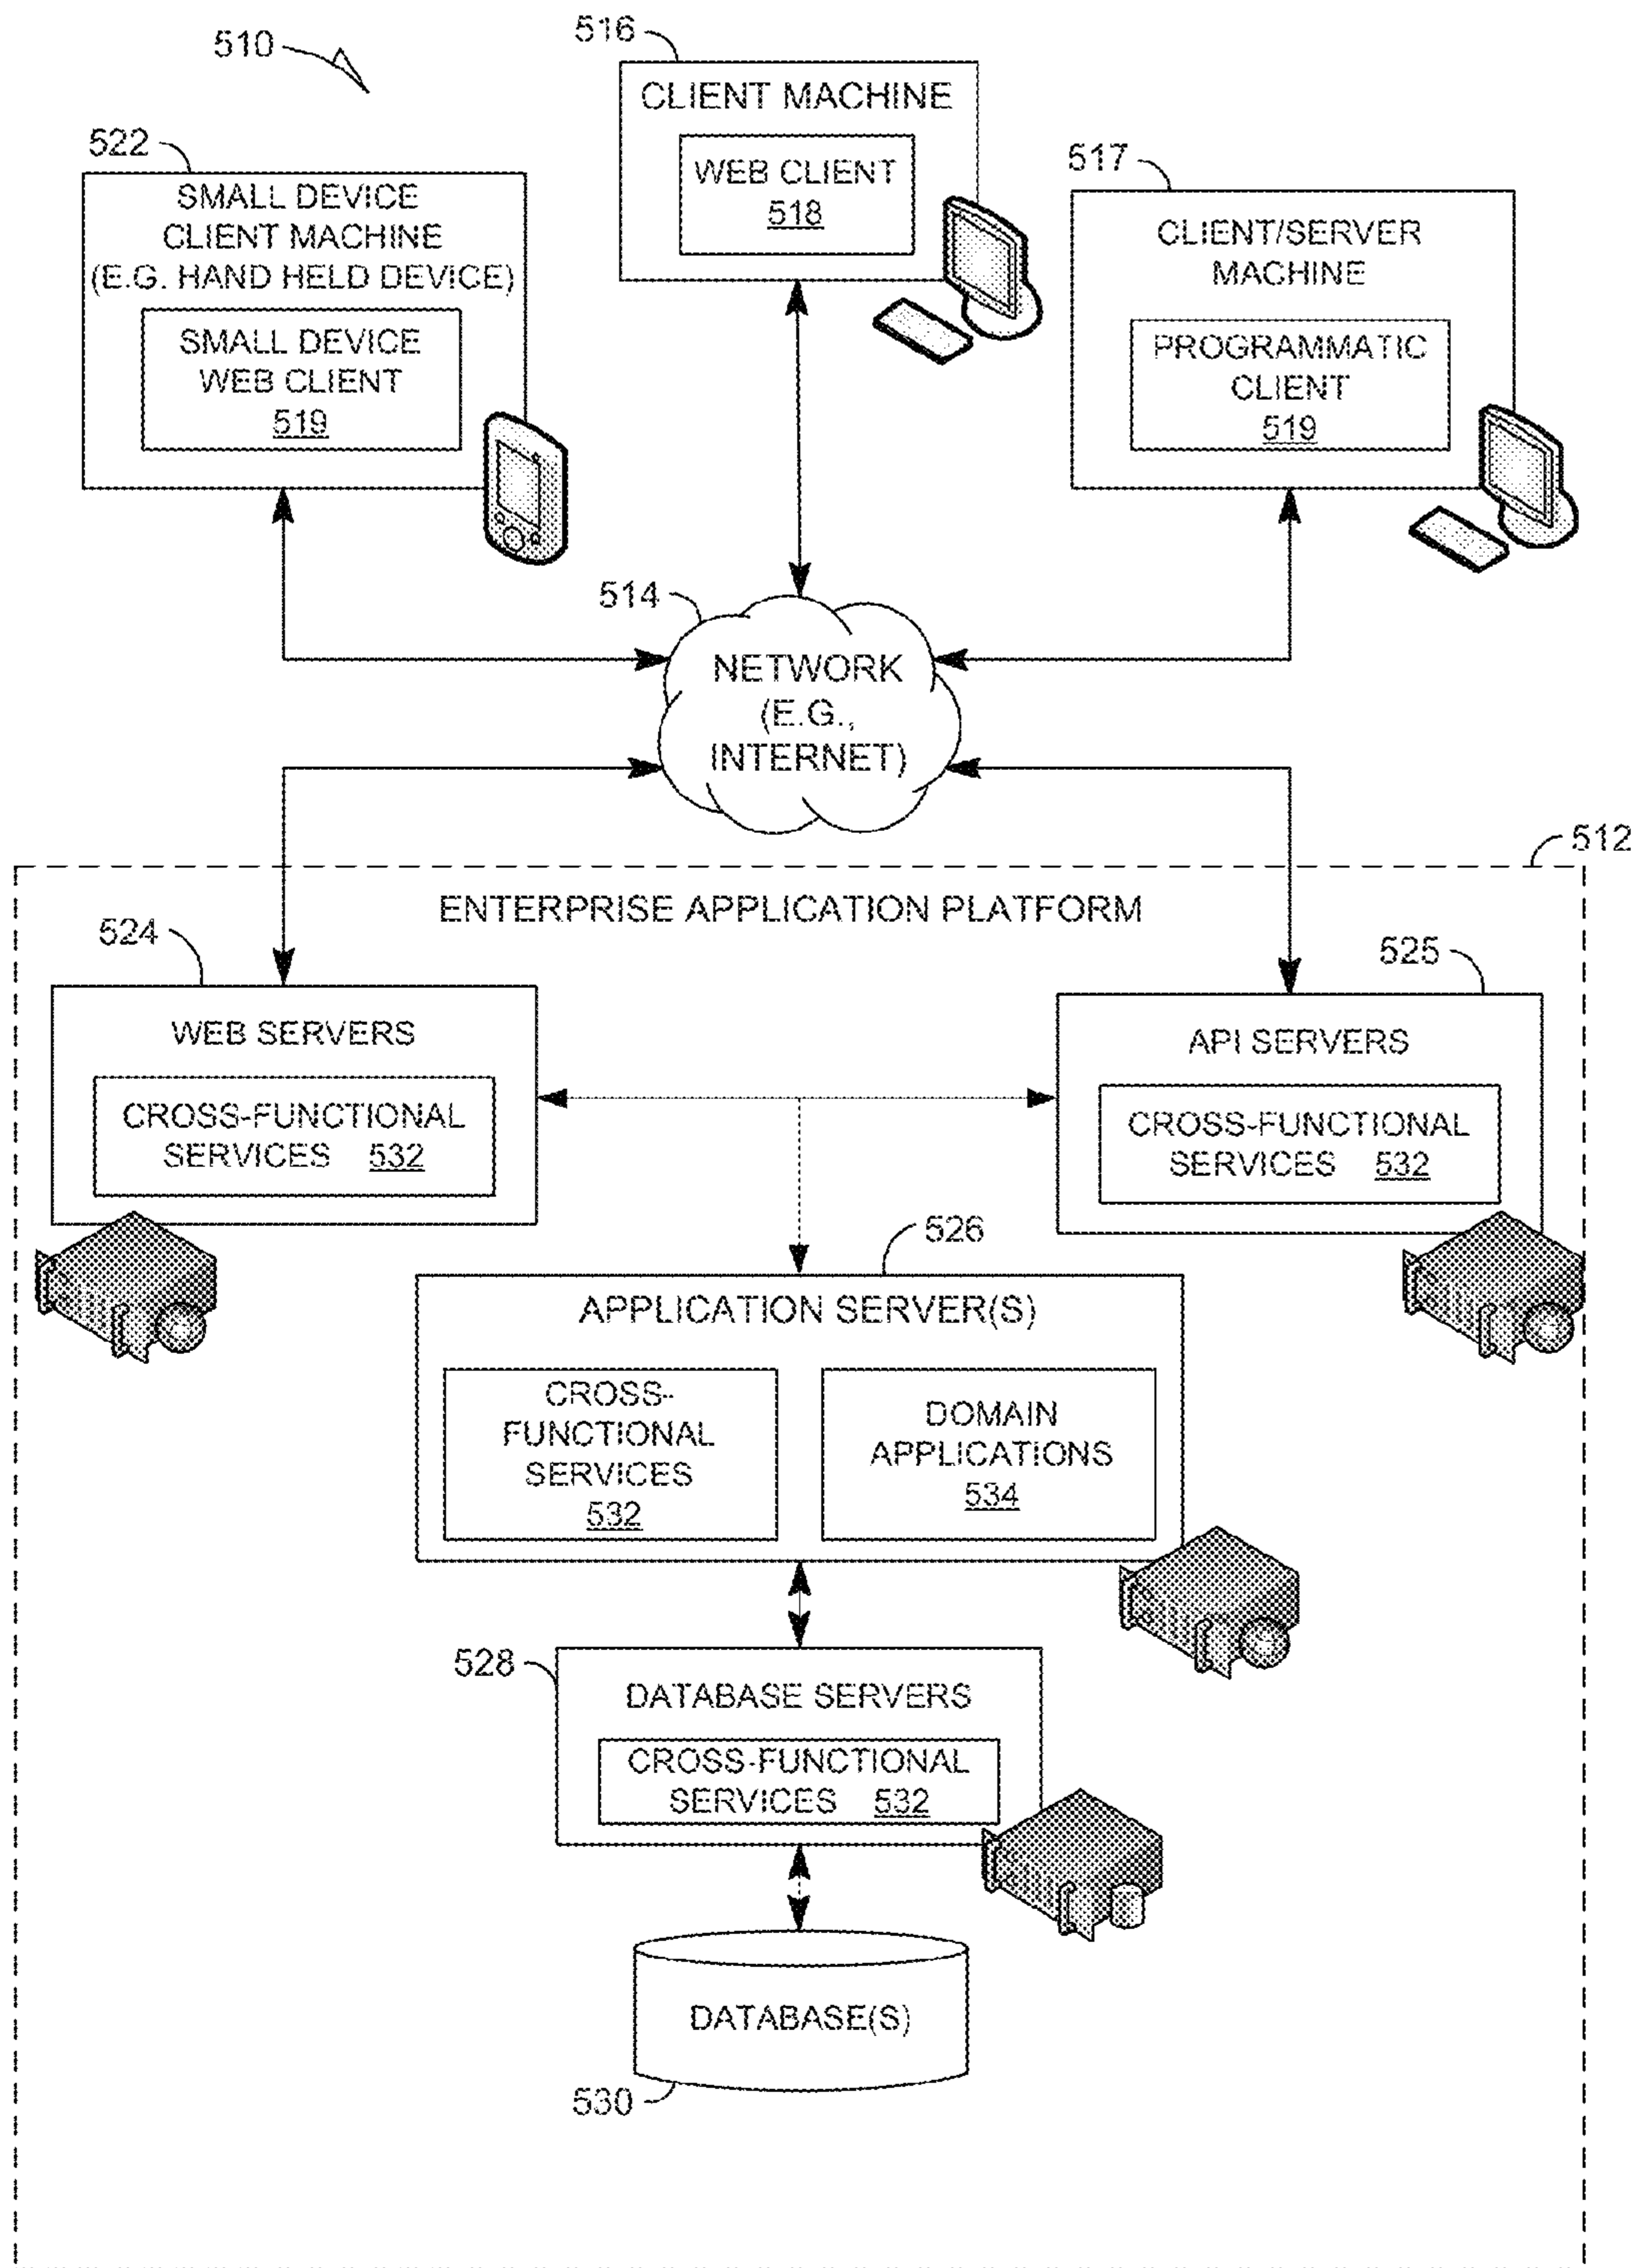 510
516
CLIENT MACHINE
WEB CLIENT
518
522
SMALL DEVICE
CLIENT MACHINE
(E.G. HAND HELD DEVICE)
SMALL DEVICE
WEB CLIENT
519
517
CLIENT/SERVER
MACHINE
PROGRAMMATIC
CLIENT
519
514
NETWORK
(E.G.,
INTERNET)
512
ENTERPRISE APPLICATION PLATFORM
524
WEB SERVERS
CROSS-FUNCTIONAL
SERVICES 532
525
API SERVERS
CROSS-FUNCTIONAL
SERVICES 532
526
APPLICATION SERVER(S)
CROSS-
FUNCTIONAL
SERVICES
532
DOMAIN
APPLICATIONS
534
528
DATABASE SERVERS
CROSS-FUNCTIONAL
SERVICES 532
DATABASE(S)
530